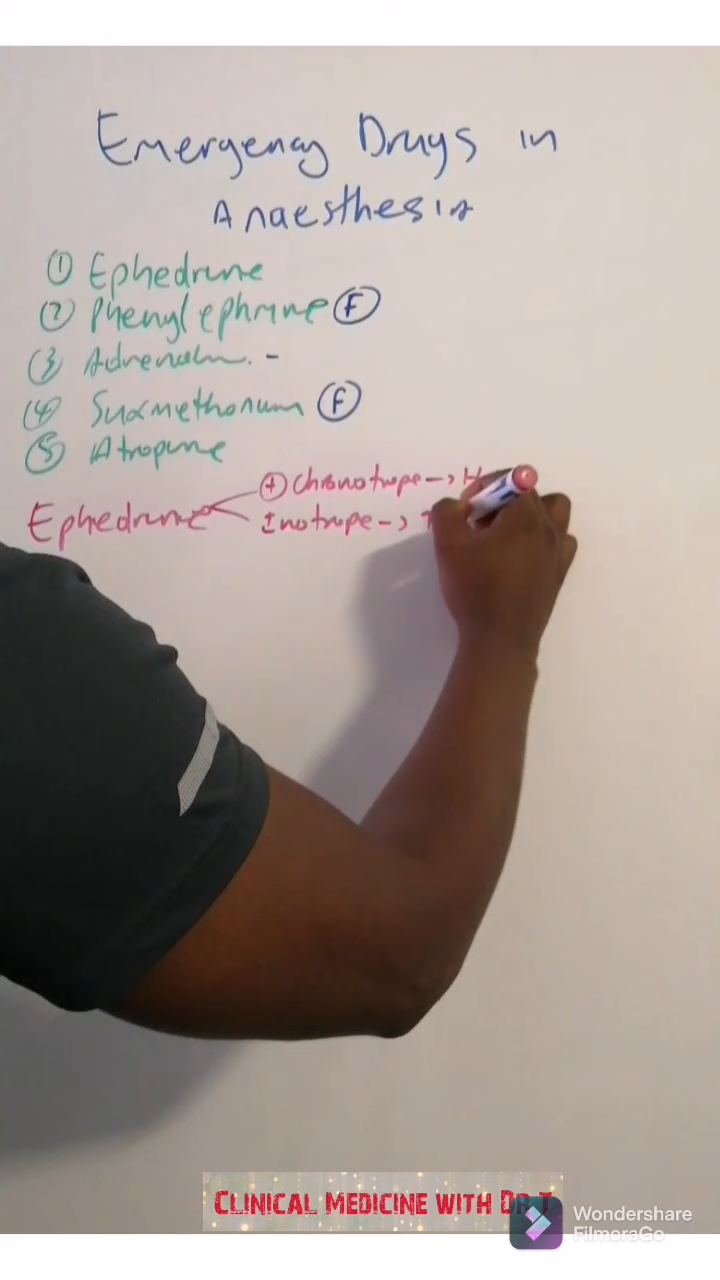 Emergency Drugs in
Anaesthesia
① Ephedrine
② Phenylephrine Ⓕ
③ Adrenalin. -
④ Suxmethonium Ⓕ
⑤ Atropine
Ephedrine
⊕ chronotrope -> H
Inotrope -> ↑
CLINICAL MEDICINE WITH DR T
Wondershare
FilmoraGo